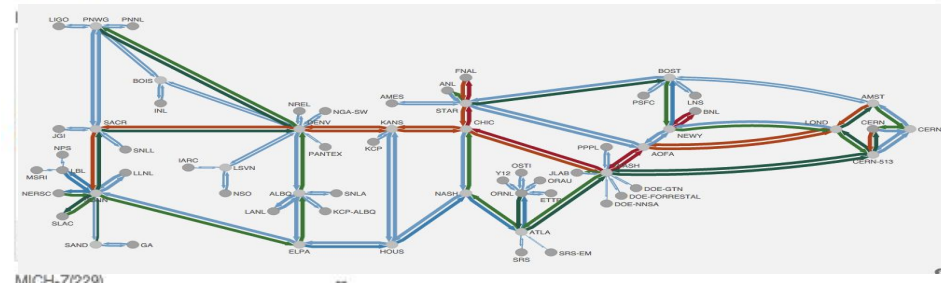 LIGO PNWG PNNL
FNAL
BOST
BOIS
ANL
AMES
STAR
PSFC LNS
AMST
INL
NREL NGA-SW
BNL
SACR
DENV KANS CHIC
NEWY
LOND CERN CERN
JGI
SNLL
PANTEX
KCP
AOFA
CERN-513
NPS
IARC
LSVN
PPPL
MSRI LBL LLNL
OSTI
Y12 JLAB
ORAU
NERSC
NSO
ALBQ SNLA
NASH
ORNL
ETTP
DOE-GTN
DOE-FORRESTAL
DOE-NNSA
SLAC
LANL KCP-ALBQ
ATLA
SAND GA
ELPA HOUS
SRS SRS-EM
MICH-7(229)